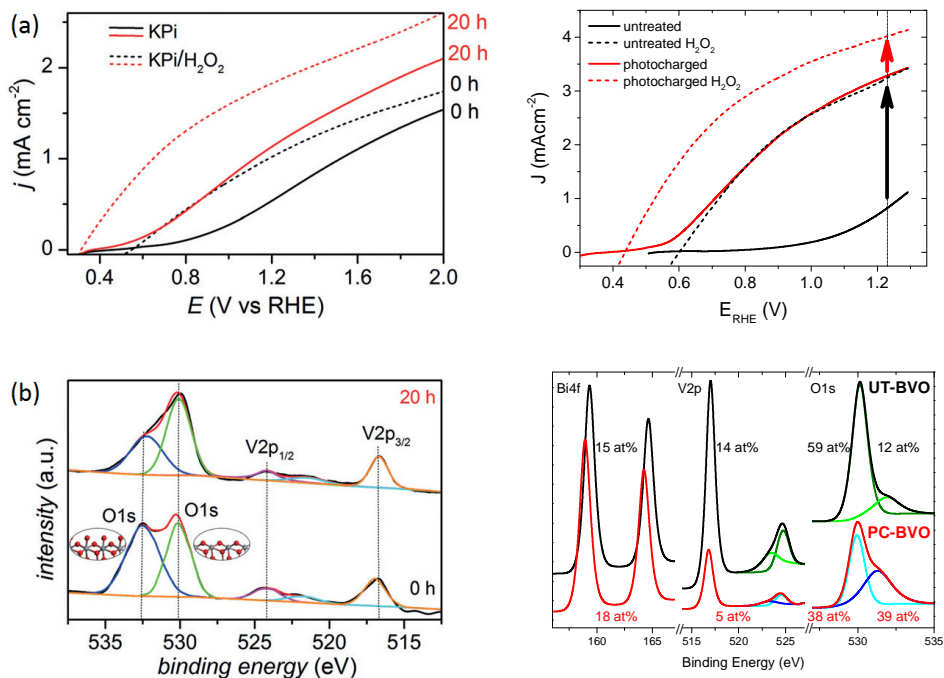 (a)
KPi
KPi/H₂O₂
20 h
20 h
0 h
0 h
2
1
0
j (mA cm⁻²)
0.4 0.8 1.2 1.6 2.0
E (V vs RHE)
untreated
untreated H₂O₂
photocharged
photocharged H₂O₂
4
3
2
1
0
J (mAcm⁻²)
0.4 0.6 0.8 1.0 1.2
E_RHE (V)
(b)
20 h
V2p₁/₂
V2p₃/₂
O1s
O1s
0 h
intensity (a.u.)
535 530 525 520 515
binding energy (eV)
Bi4f
V2p
O1s
UT-BVO
15 at%
14 at%
59 at%
12 at%
PC-BVO
18 at%
5 at%
38 at%
39 at%
159 162 165 515 520 525 530 535
Binding Energy (eV)